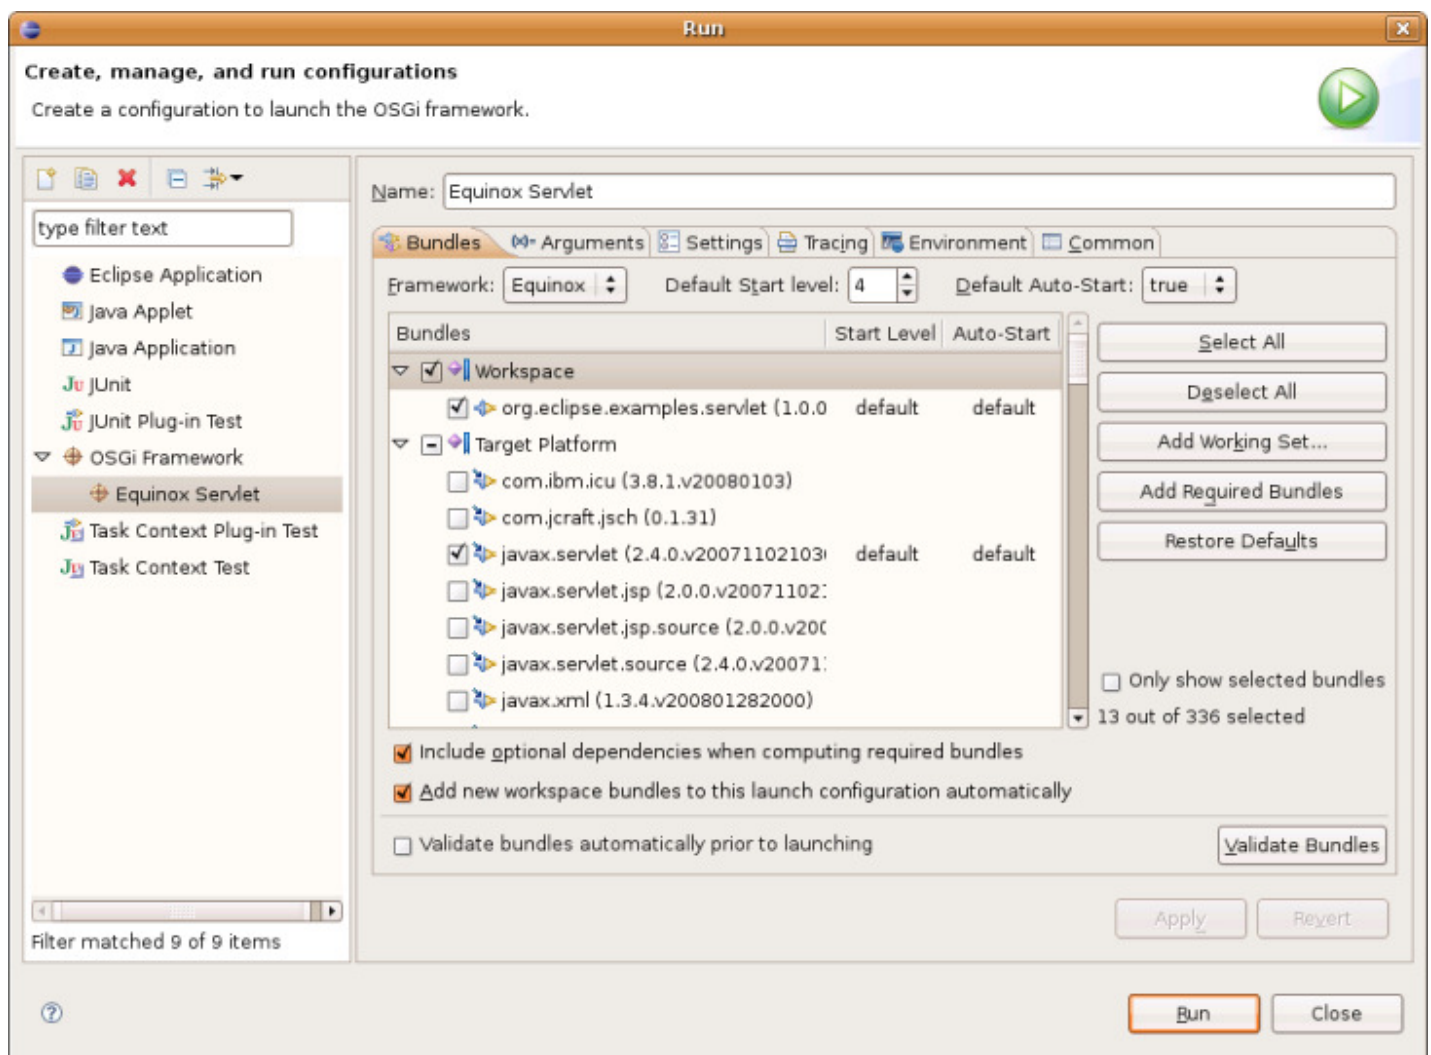 Run
Create, manage, and run configurations
Create a configuration to launch the OSGi framework.
type filter text
Eclipse Application
Java Applet
Java Application
JUnit
JUnit Plug-in Test
OSGi Framework
Equinox Servlet
Task Context Plug-in Test
Task Context Test
Filter matched 9 of 9 items
Name: Equinox Servlet
Bundles Arguments Settings Tracing Environment Common
Framework: Equinox Default Start level: 4 Default Auto-Start: true
Bundles Start Level Auto-Start
Workspace
org.eclipse.examples.servlet (1.0.0 default default
Target Platform
com.ibm.icu (3.8.1.v20080103)
com.jcraft.jsch (0.1.31)
javax.servlet (2.4.0.v200711021030 default default
javax.servlet.jsp (2.0.0.v20071102
javax.servlet.jsp.source (2.0.0.v200
javax.servlet.source (2.4.0.v20071
javax.xml (1.3.4.v200801282000)
Select All
Deselect All
Add Working Set...
Add Required Bundles
Restore Defaults
Only show selected bundles
13 out of 336 selected
Include optional dependencies when computing required bundles
Add new workspace bundles to this launch configuration automatically
Validate bundles automatically prior to launching Validate Bundles
Apply Revert
Run Close